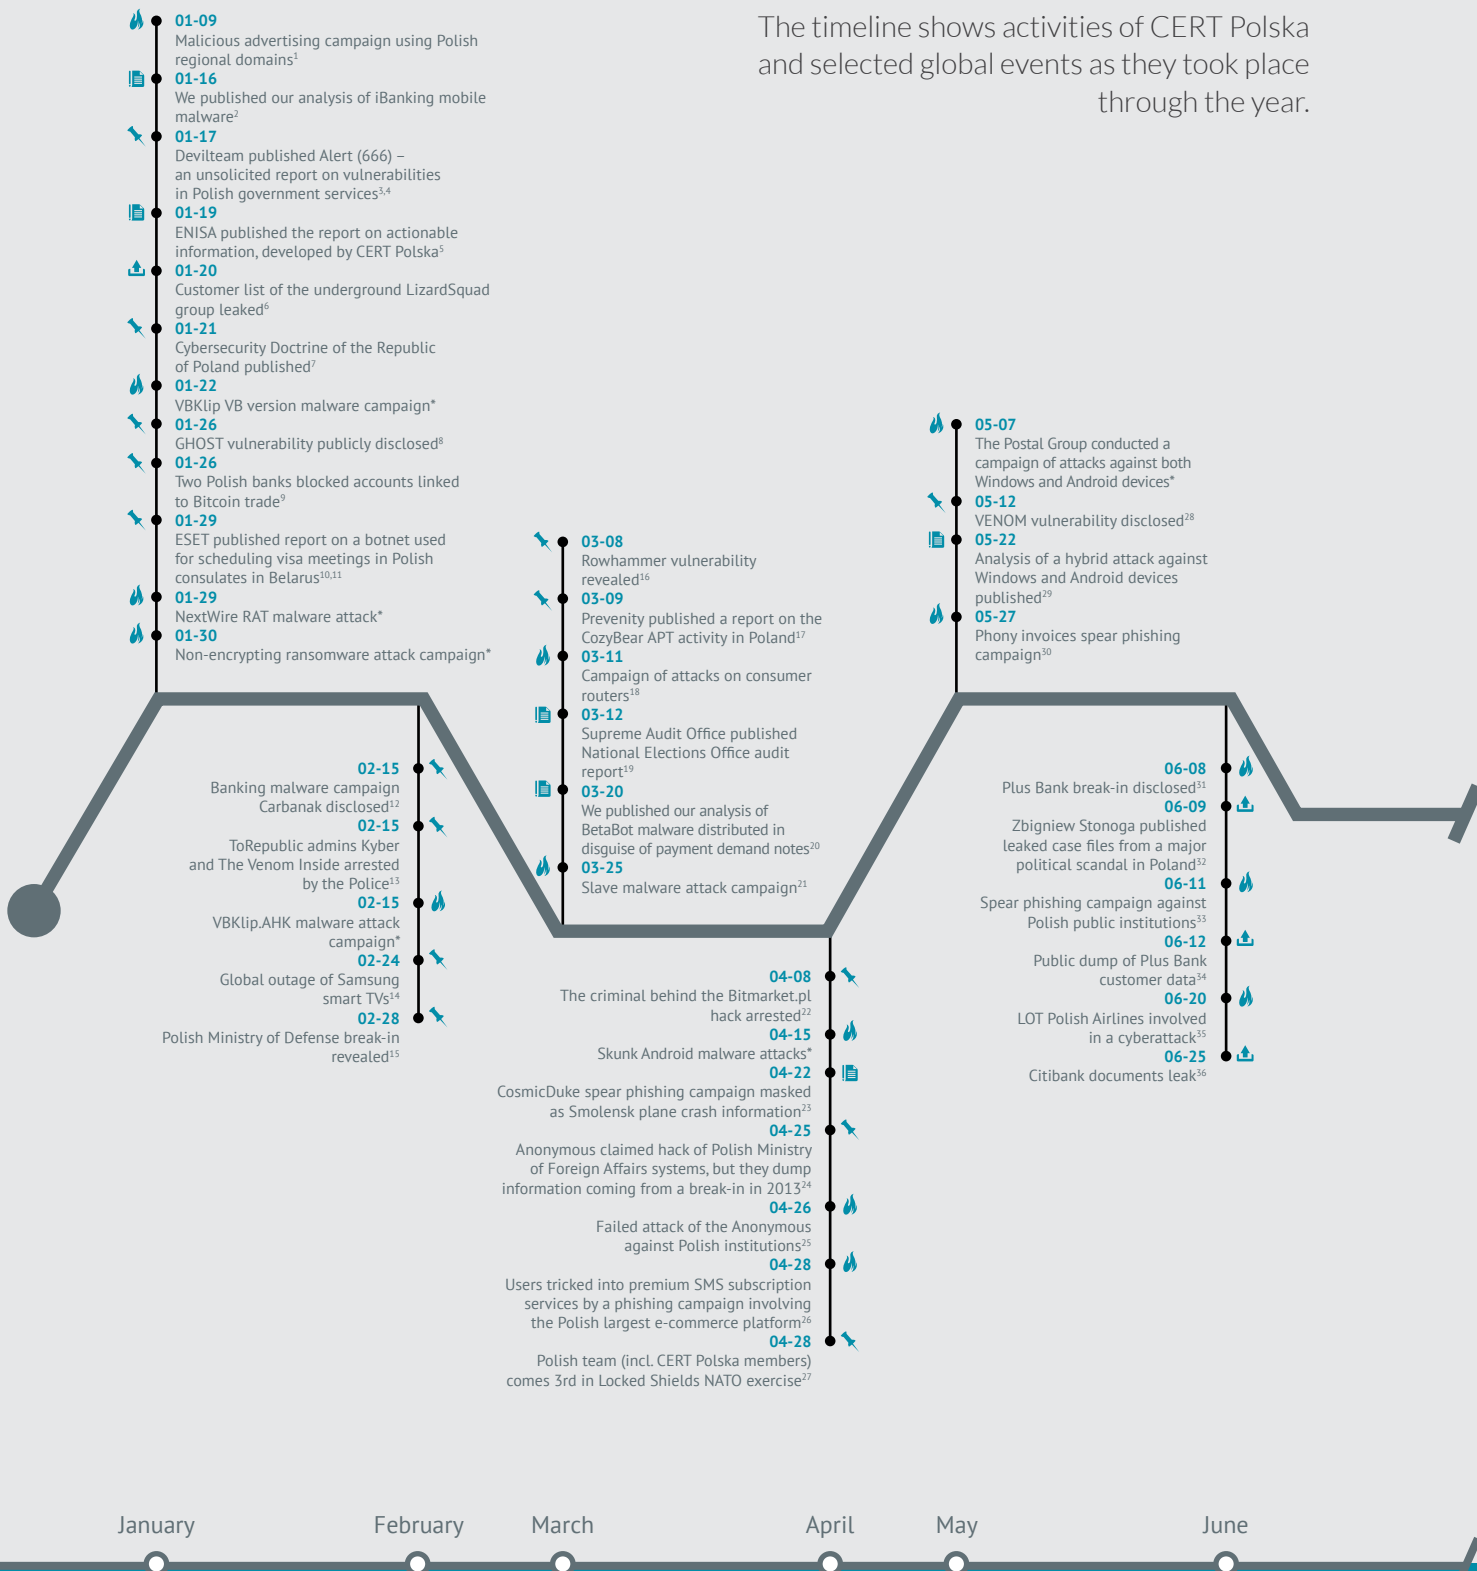 The timeline shows activities of CERT Polska
and selected global events as they took place
through the year.
01-09
Malicious advertising campaign using Polish
regional domains1
01-16
We published our analysis of iBanking mobile
malware2
01-17
Devilteam published Alert (666) –
an unsolicited report on vulnerabilities
in Polish government services3,4
01-19
ENISA published the report on actionable
information, developed by CERT Polska5
01-20
Customer list of the underground LizardSquad
group leaked6
01-21
Cybersecurity Doctrine of the Republic
of Poland published7
01-22
VBKlip VB version malware campaign*
01-26
GHOST vulnerability publicly disclosed8
01-26
Two Polish banks blocked accounts linked
to Bitcoin trade9
01-29
ESET published report on a botnet used
for scheduling visa meetings in Polish
consulates in Belarus10,11
01-29
NextWire RAT malware attack*
01-30
Non-encrypting ransomware attack campaign*
02-15
Banking malware campaign
Carbanak disclosed12
02-15
ToRepublic admins Kyber
and The Venom Inside arrested
by the Police13
02-15
VBKlip.AHK malware attack
campaign*
02-24
Global outage of Samsung
smart TVs14
02-28
Polish Ministry of Defense break-in
revealed15
03-08
Rowhammer vulnerability
revealed16
03-09
Prevenity published a report on the
CozyBear APT activity in Poland17
03-11
Campaign of attacks on consumer
routers18
03-12
Supreme Audit Office published
National Elections Office audit
report19
03-20
We published our analysis of
BetaBot malware distributed in
disguise of payment demand notes20
03-25
Slave malware attack campaign21
04-08
The criminal behind the Bitmarket.pl
hack arrested22
04-15
Skunk Android malware attacks*
04-22
CosmicDuke spear phishing campaign masked
as Smolensk plane crash information23
04-25
Anonymous claimed hack of Polish Ministry
of Foreign Affairs systems, but they dump
information coming from a break-in in 201324
04-26
Failed attack of the Anonymous
against Polish institutions25
04-28
Users tricked into premium SMS subscription
services by a phishing campaign involving
the Polish largest e-commerce platform26
04-28
Polish team (incl. CERT Polska members)
comes 3rd in Locked Shields NATO exercise27
05-07
The Postal Group conducted a
campaign of attacks against both
Windows and Android devices*
05-12
VENOM vulnerability disclosed28
05-22
Analysis of a hybrid attack against
Windows and Android devices
published29
05-27
Phony invoices spear phishing
campaign30
06-08
Plus Bank break-in disclosed31
06-09
Zbigniew Stonoga published
leaked case files from a major
political scandal in Poland32
06-11
Spear phishing campaign against
Polish public institutions33
06-12
Public dump of Plus Bank
customer data34
06-20
LOT Polish Airlines involved
in a cyberattack35
06-25
Citibank documents leak36
January
February
March
April
May
June